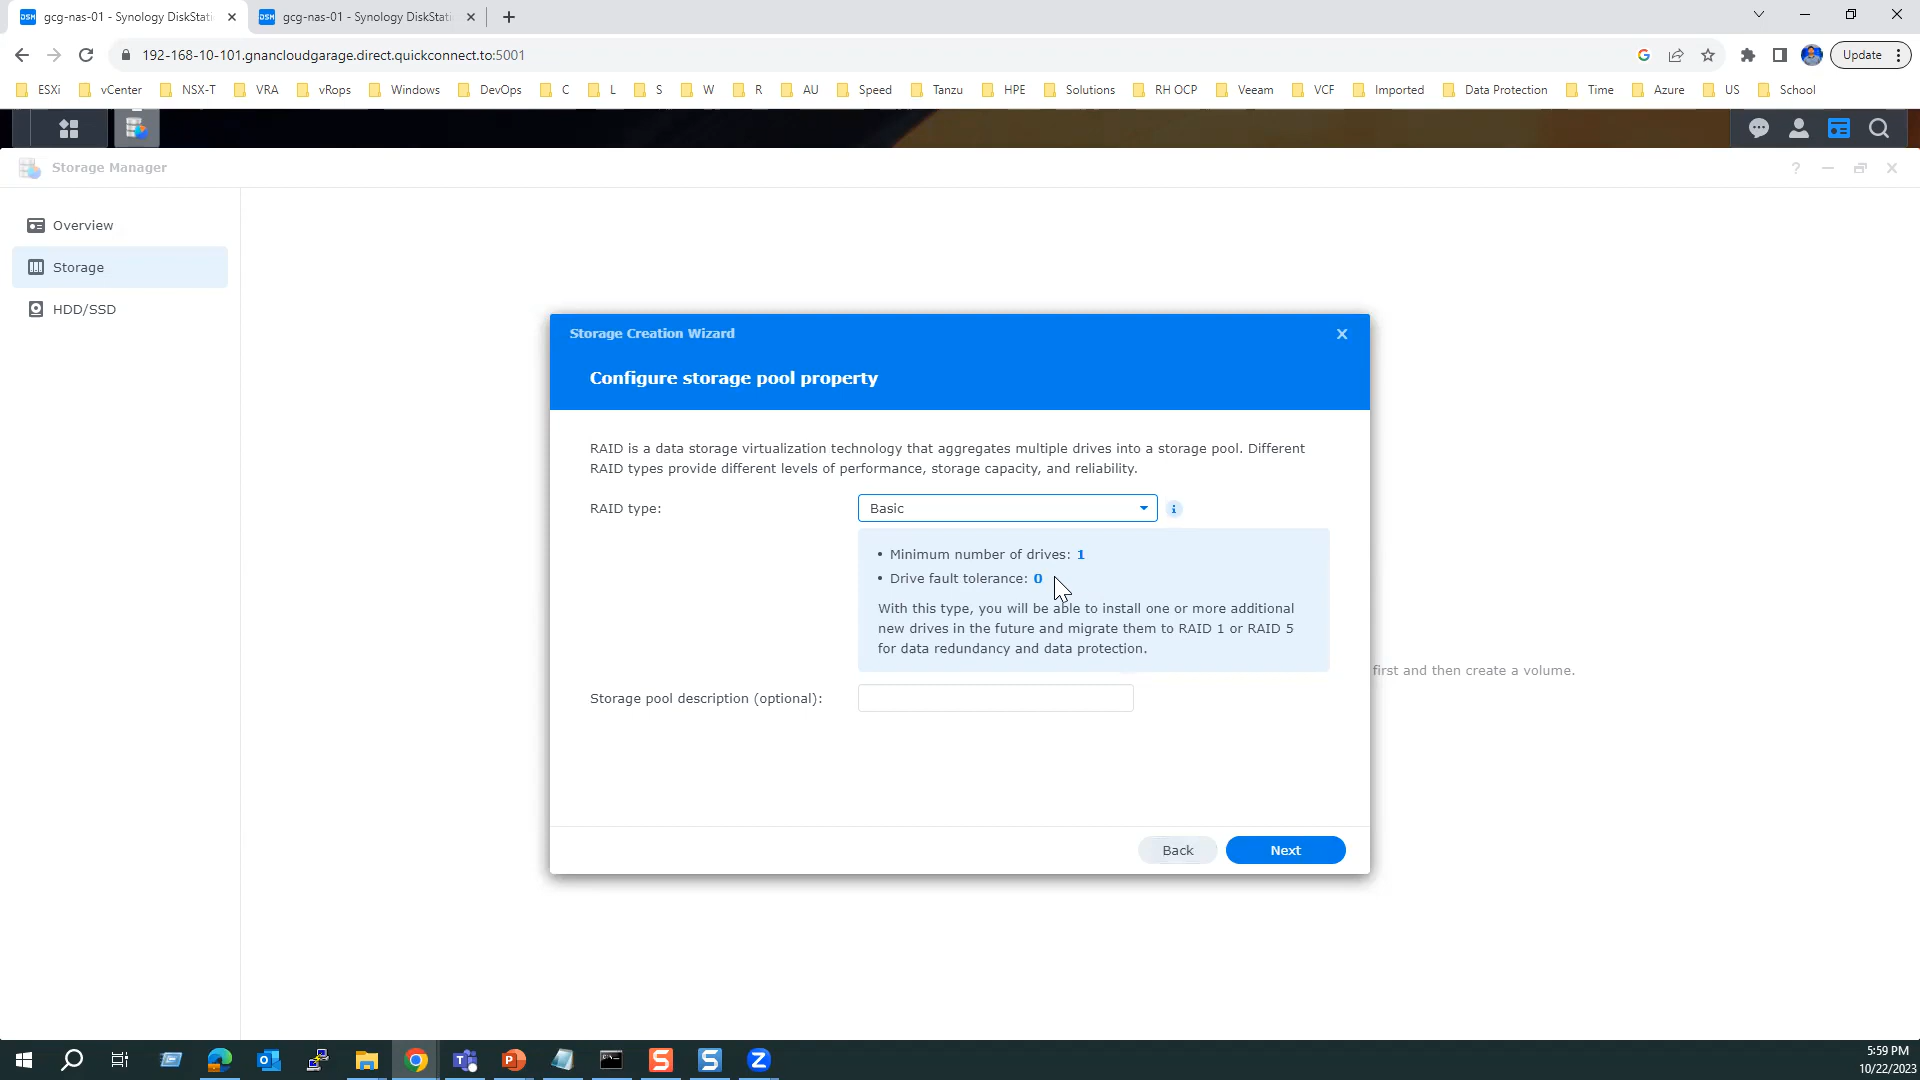 gcg-nas-01 - Synology DiskStati
gcg-nas-01 - Synology DiskStati
192-168-10-101.gnancloudgarage.direct.quickconnect.to:5001
Update
ESXi
vCenter
NSX-T
VRA
vRops
Windows
DevOps
C
L
S
W
R
AU
Speed
Tanzu
HPE
Solutions
RH OCP
Veeam
VCF
Imported
Data Protection
Time
Azure
US
School
Storage Manager
Overview
Storage
HDD/SSD
Storage Creation Wizard
Configure storage pool property
RAID is a data storage virtualization technology that aggregates multiple drives into a storage pool. Different
RAID types provide different levels of performance, storage capacity, and reliability.
RAID type:
Basic
• Minimum number of drives: 1
• Drive fault tolerance: 0
With this type, you will be able to install one or more additional
new drives in the future and migrate them to RAID 1 or RAID 5
for data redundancy and data protection.
first and then create a volume.
Storage pool description (optional):
Back
Next
5:59 PM
10/22/2023